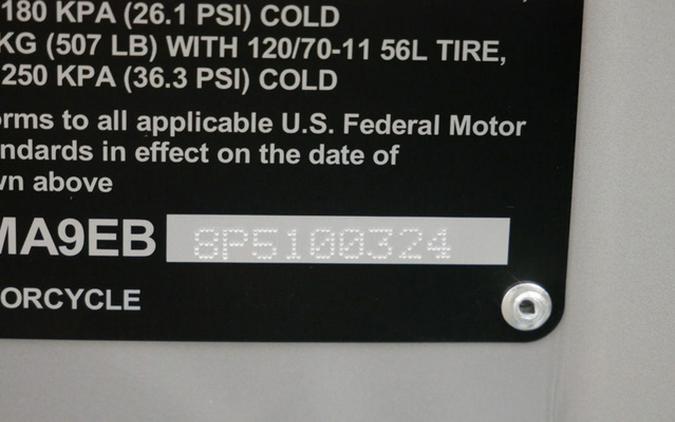 180 KPA (26.1 PSI) COLD
KG (507 LB) WITH 120/70-11 56L TIRE,
250 KPA (36.3 PSI) COLD
rms to all applicable U.S. Federal Motor
ndards in effect on the date of
wn above
MA9EB 8P5100324
ORCYCLE